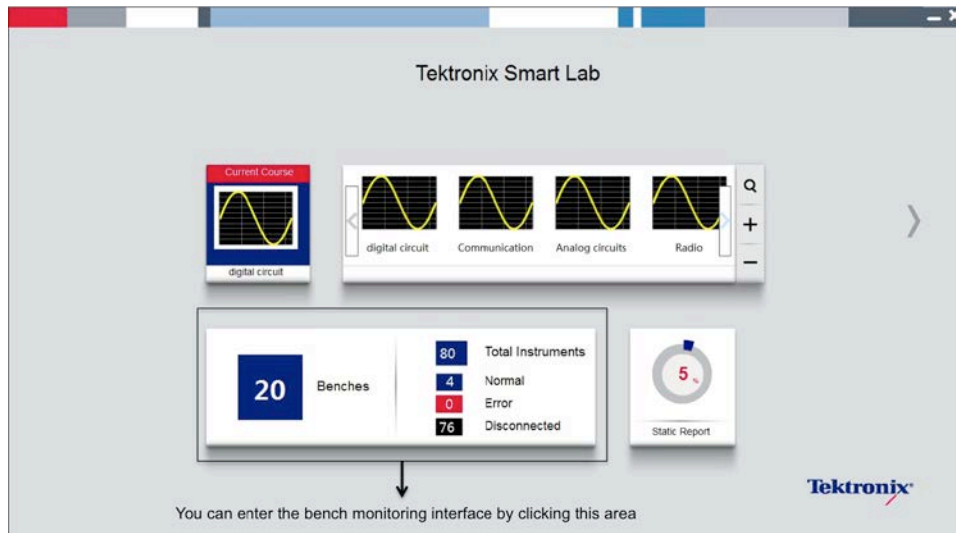 Tektronix Smart Lab
Current Course
digital circuit
digital circuit
Communication
Analog circuits
Radio
20
Benches
80 Total Instruments
4 Normal
0 Error
76 Disconnected
5 %
Static Report
Tektronix®
You can enter the bench monitoring interface by clicking this area